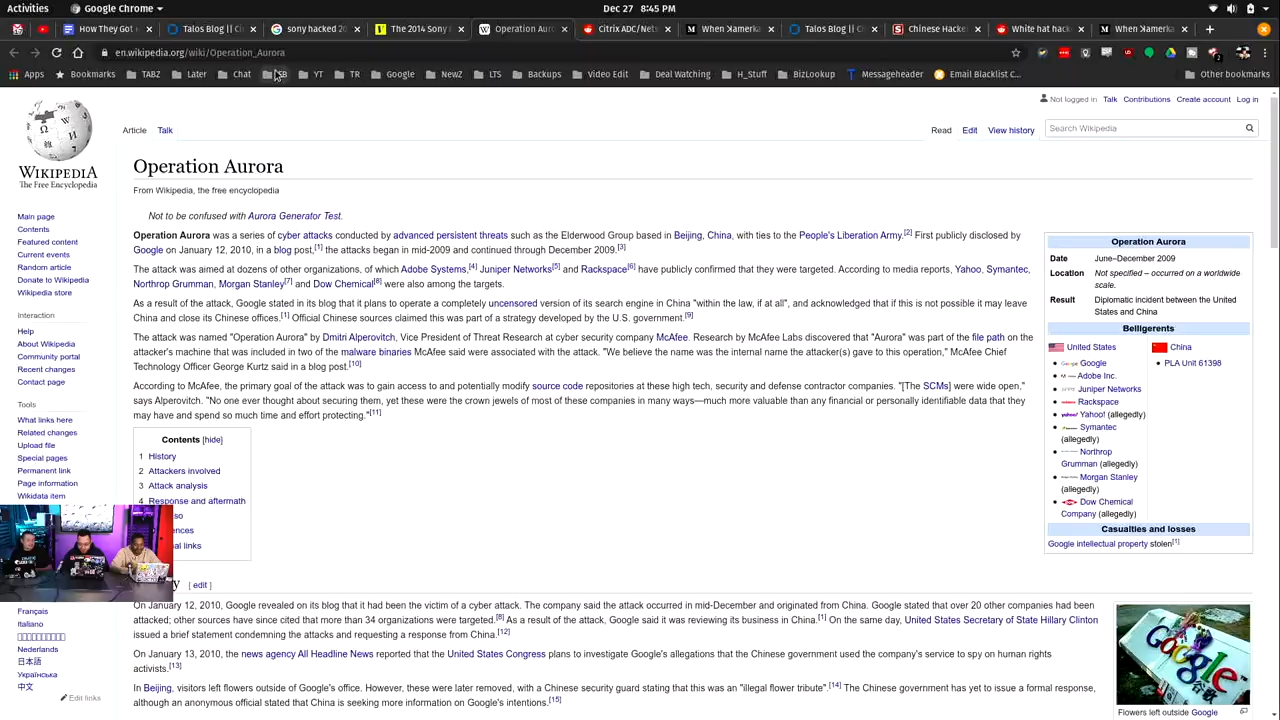 Activities
Google Chrome
Dec 27 8:45 PM
How They Got
Talos Blog ||
sony hacked 20
The 2014 Sony
Operation Auro
Citrix ADC/Nets
Chinese Hacke
White hat hack
Talos Blog ||
en.wikipedia.org/wiki/Operation_Aurora
Apps
Bookmarks
TABZ
Later
Chat
YT
TR
Google
NewZ
LTS
Backups
Video Edit
Deal Watching
H_Stuff
BizLookup
Messageheader
Email Blacklist C...
Other bookmarks
Not logged in Talk Contributions Create account Log in
Article Talk
Read Edit View history
Search Wikipedia
WIKIPEDIA
The Free Encyclopedia
Main page
Contents
Featured content
Current events
Random article
Donate to Wikipedia
Wikipedia store
Interaction
Help
About Wikipedia
Community portal
Recent changes
Contact page
Tools
What links here
Related changes
Upload file
Special pages
Permanent link
Page information
Wikidata item
Français
Italiano
Nederlands
日本語
Українська
中文
Edit links
Operation Aurora
From Wikipedia, the free encyclopedia
Not to be confused with Aurora Generator Test.
Operation Aurora was a series of cyber attacks conducted by advanced persistent threats such as the Elderwood Group based in Beijing, China, with ties to the People's Liberation Army.[2] First publicly disclosed by
Google on January 12, 2010, in a blog post,[1] the attacks began in mid-2009 and continued through December 2009.[3]
The attack was aimed at dozens of other organizations, of which Adobe Systems,[4] Juniper Networks[5] and Rackspace[6] have publicly confirmed that they were targeted. According to media reports, Yahoo, Symantec,
Northrop Grumman, Morgan Stanley[7] and Dow Chemical[8] were also among the targets.
As a result of the attack, Google stated in its blog that it plans to operate a completely uncensored version of its search engine in China "within the law, if at all", and acknowledged that if this is not possible it may leave
China and close its Chinese offices.[1] Official Chinese sources claimed this was part of a strategy developed by the U.S. government.[9]
The attack was named "Operation Aurora" by Dmitri Alperovitch, Vice President of Threat Research at cyber security company McAfee. Research by McAfee Labs discovered that "Aurora" was part of the file path on the
attacker's machine that was included in two of the malware binaries McAfee said were associated with the attack. "We believe the name was the internal name the attacker(s) gave to this operation," McAfee Chief
Technology Officer George Kurtz said in a blog post.[10]
According to McAfee, the primary goal of the attack was to gain access to and potentially modify source code repositories at these high tech, security and defense contractor companies. "[The SCMs] were wide open,"
says Alperovitch. "No one ever thought about securing them, yet these were the crown jewels of most of these companies in many ways—much more valuable than any financial or personally identifiable data that they
may have and spend so much time and effort protecting."[11]
Contents [hide]
1 History
2 Attackers involved
3 Attack analysis
4 Response and aftermath
so
ences
al links
y [ edit ]
On January 12, 2010, Google revealed on its blog that it had been the victim of a cyber attack. The company said the attack occurred in mid-December and originated from China. Google stated that over 20 other companies had been
attacked; other sources have since cited that more than 34 organizations were targeted.[8] As a result of the attack, Google said it was reviewing its business in China.[1] On the same day, United States Secretary of State Hillary Clinton
issued a brief statement condemning the attacks and requesting a response from China.[12]
On January 13, 2010, the news agency All Headline News reported that the United States Congress plans to investigate Google's allegations that the Chinese government used the company's service to spy on human rights
activists.[13]
In Beijing, visitors left flowers outside of Google's office. However, these were later removed, with a Chinese security guard stating that this was an "illegal flower tribute".[14] The Chinese government has yet to issue a formal response,
although an anonymous official stated that China is seeking more information on Google's intentions.[15]
Operation Aurora
Date June–December 2009
Location Not specified – occurred on a worldwide
scale.
Result Diplomatic incident between the United
States and China
Belligerents
United States
Google
Adobe Inc.
Juniper Networks
Rackspace
Yahoo! (allegedly)
Symantec
(allegedly)
Northrop
Grumman (allegedly)
Morgan Stanley
(allegedly)
Dow Chemical
Company (allegedly)
China
PLA Unit 61398
Casualties and losses
Google intellectual property stolen[1]
Google
Flowers left outside Google